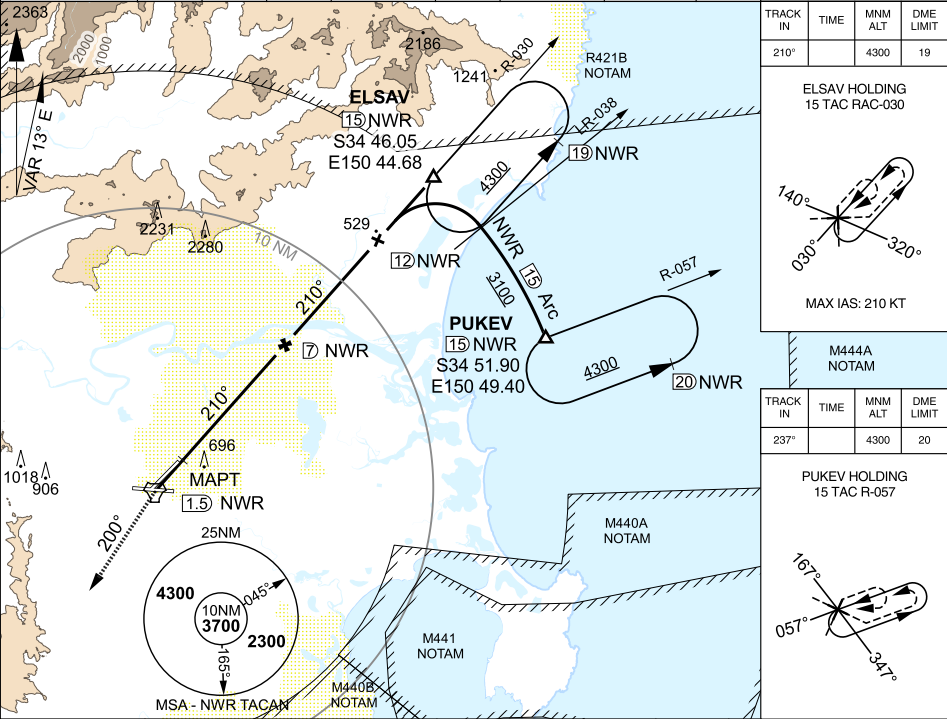 2363
2000
1000
VAR 13° E
2186
1241
R-030
R421B
NOTAM
ELSAV
15 NWR
S34 46.05
E150 44.68
R-038
19 NWR
4300
2231
2280
10 NM
529
12 NWR
NWR 15 Arc
3100
210°
R-057
PUKEV
15 NWR
S34 51.90
E150 49.40
4300
20 NWR
7 NWR
210°
696
MAPT
1.5 NWR
1018
906
200°
25NM
4300
045°
10NM
3700
2300
165°
MSA - NWR TACAN
M440A
NOTAM
M441
NOTAM
M440B
NOTAM
TRACK IN
TIME
MNM ALT
DME LIMIT
210°
4300
19
ELSAV HOLDING
15 TAC RAC-030
140°
030°
320°
MAX IAS: 210 KT
M444A
NOTAM
TRACK IN
TIME
MNM ALT
DME LIMIT
237°
4300
20
PUKEV HOLDING
15 TAC R-057
167°
057°
347°